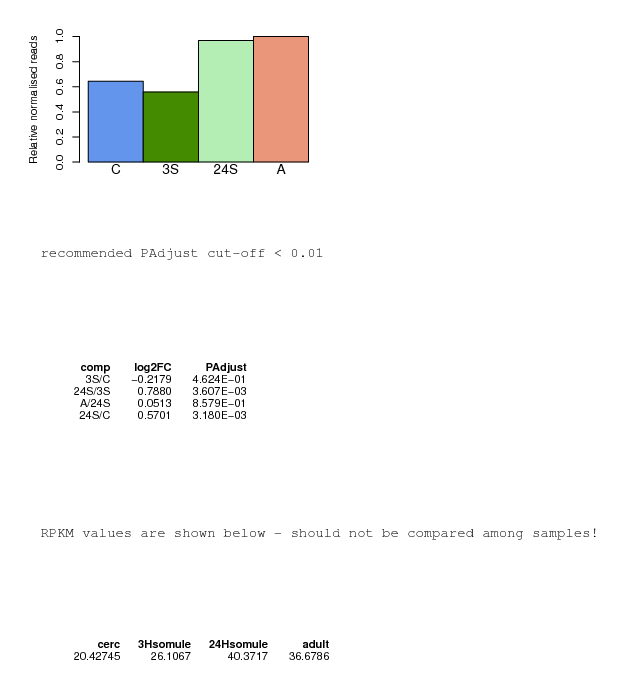 Relative normalised reads
1.0
0.8
0.6
0.4
0.2
0.0
C 3S 24S A
recommended PAdjust cut-off < 0.01
comp log2FC PAdjust
3S/C −0.2179 4.624E−01
24S/3S 0.7880 3.607E−03
A/24S 0.0513 8.579E−01
24S/C 0.5701 3.180E−03
RPKM values are shown below - should not be compared among samples!
cerc 3Hsomule 24Hsomule adult
20.42745 26.1067 40.3717 36.6786